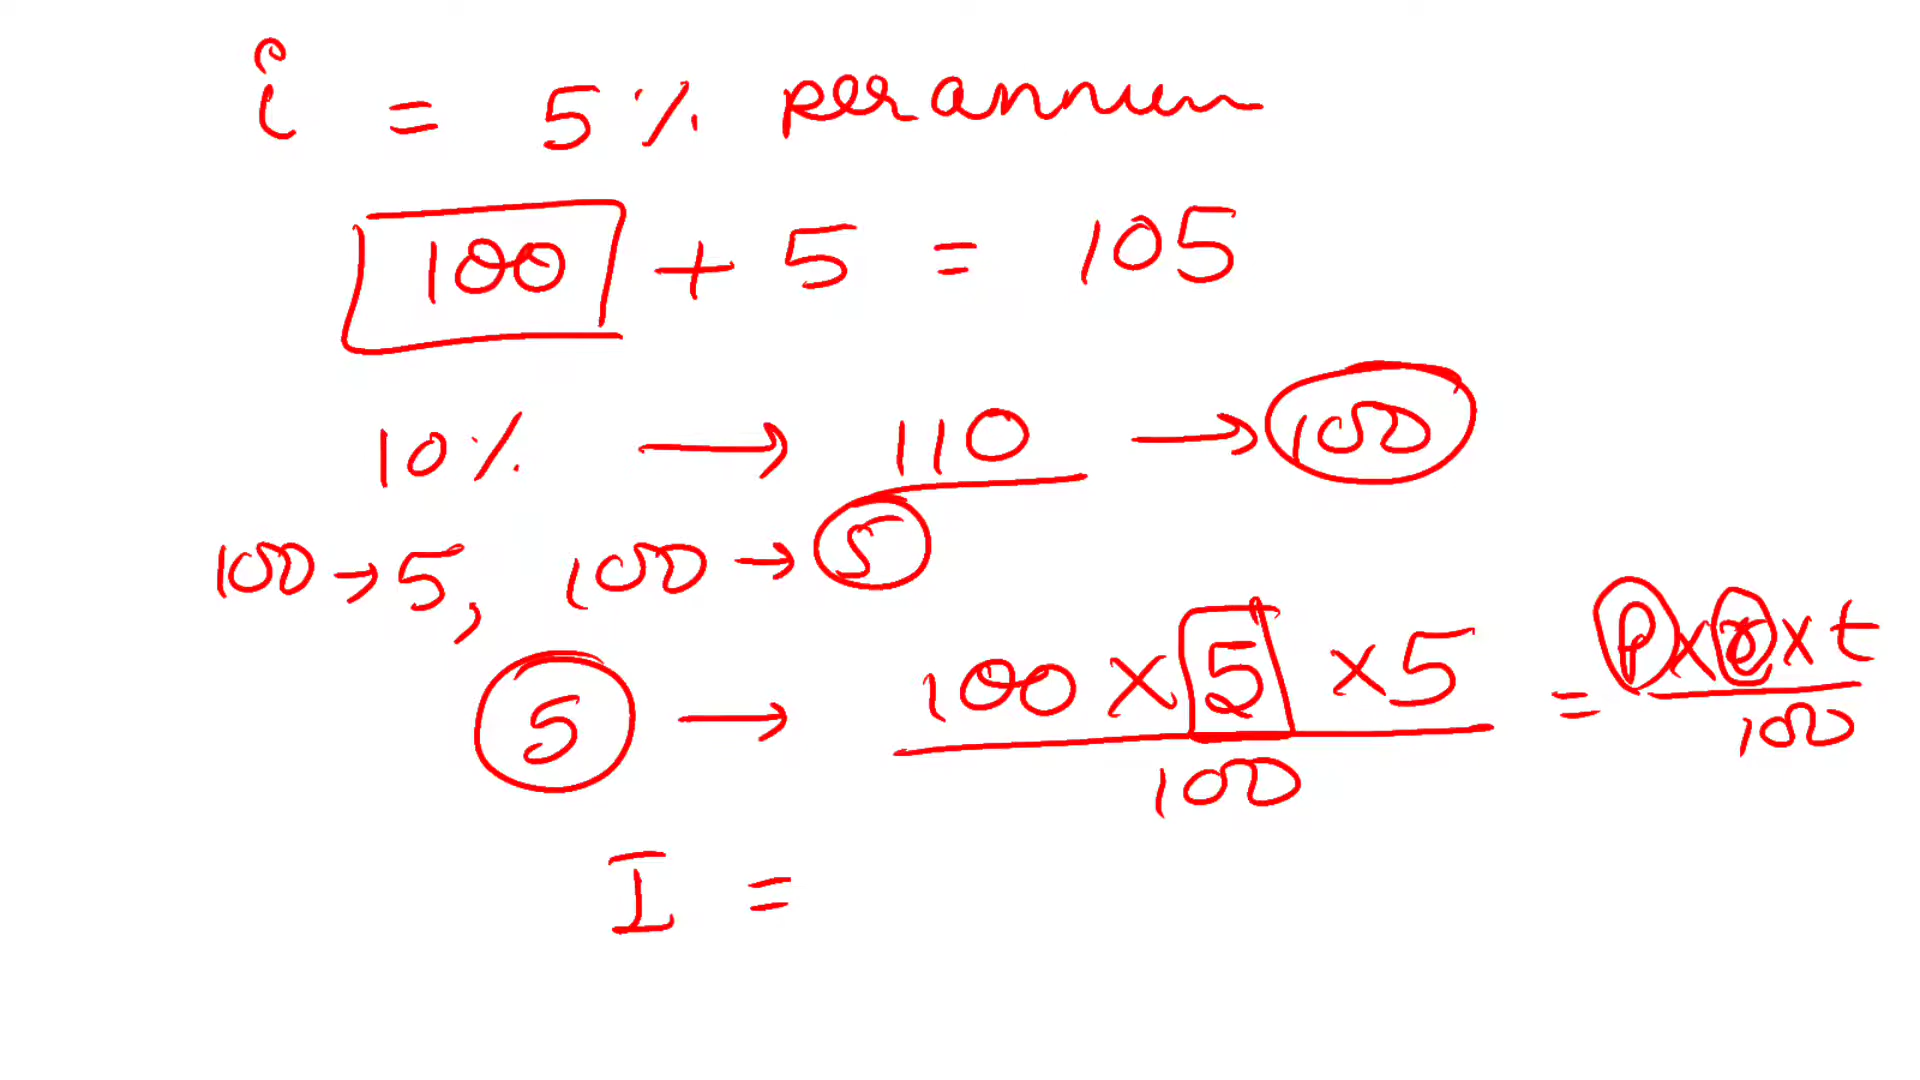 i = 5% per annum
100 + 5 = 105
10% → 110 → 100
100 → 5, 100 → 5
5 → (100 × 5 × 5) / 100 = (P × r × t) / 100
I =